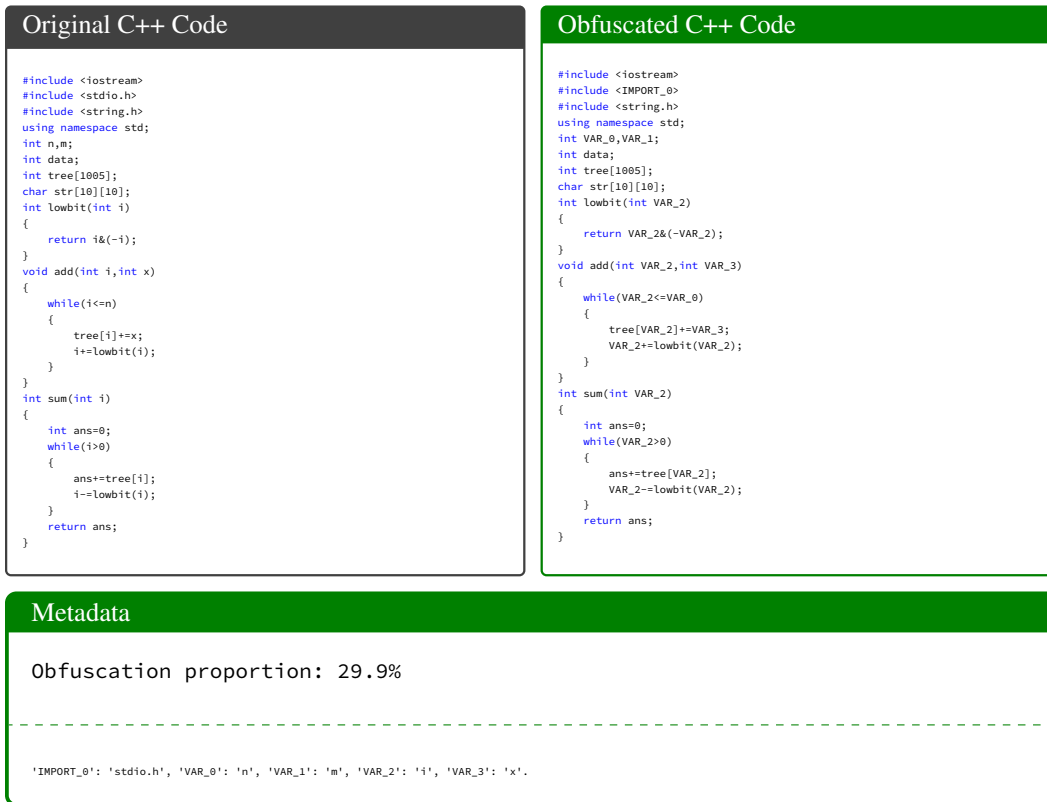 Original C++ Code
#include <iostream>
#include <stdio.h>
#include <string.h>
using namespace std;
int n,m;
int data;
int tree[1005];
char str[10][10];
int lowbit(int i)
{
    return i&(-i);
}
void add(int i,int x)
{
    while(i<=n)
    {
        tree[i]+=x;
        i+=lowbit(i);
    }
}
int sum(int i)
{
    int ans=0;
    while(i>0)
    {
        ans+=tree[i];
        i-=lowbit(i);
    }
    return ans;
}
Obfuscated C++ Code
#include <iostream>
#include <IMPORT_0>
#include <string.h>
using namespace std;
int VAR_0,VAR_1;
int data;
int tree[1005];
char str[10][10];
int lowbit(int VAR_2)
{
    return VAR_2&(-VAR_2);
}
void add(int VAR_2,int VAR_3)
{
    while(VAR_2<=VAR_0)
    {
        tree[VAR_2]+=VAR_3;
        VAR_2+=lowbit(VAR_2);
    }
}
int sum(int VAR_2)
{
    int ans=0;
    while(VAR_2>0)
    {
        ans+=tree[VAR_2];
        VAR_2-=lowbit(VAR_2);
    }
    return ans;
}
Metadata
Obfuscation proportion: 29.9%
'IMPORT_0': 'stdio.h', 'VAR_0': 'n', 'VAR_1': 'm', 'VAR_2': 'i', 'VAR_3': 'x'.